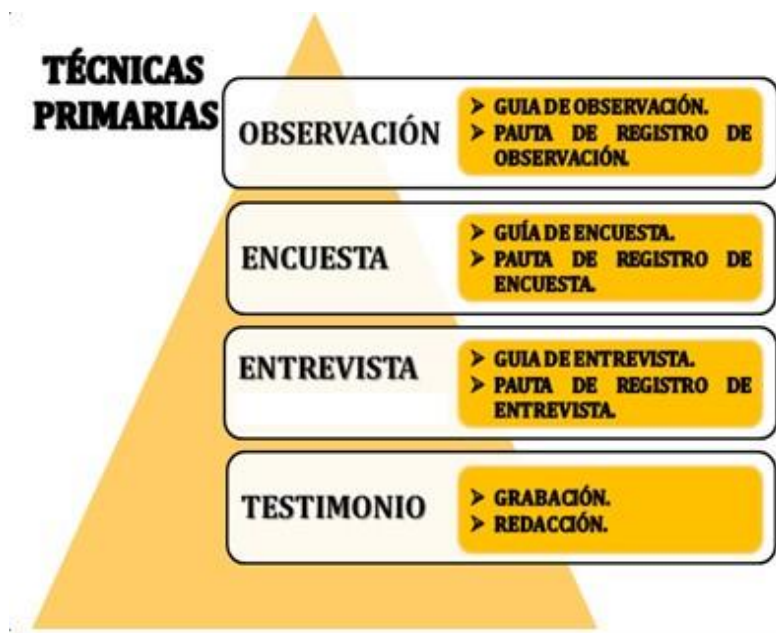 TÉCNICAS
PRIMARIAS
OBSERVACIÓN
➢ GUIA DE OBSERVACIÓN.
➢ PAUTA DE REGISTRO DE
OBSERVACIÓN.
ENCUESTA
➢ GUÍA DE ENCUESTA.
➢ PAUTA DE REGISTRO DE
ENCUESTA.
ENTREVISTA
➢ GUIA DE ENTREVISTA.
➢ PAUTA DE REGISTRO DE
ENTREVISTA.
TESTIMONIO
➢ GRABACIÓN.
➢ REDACCIÓN.